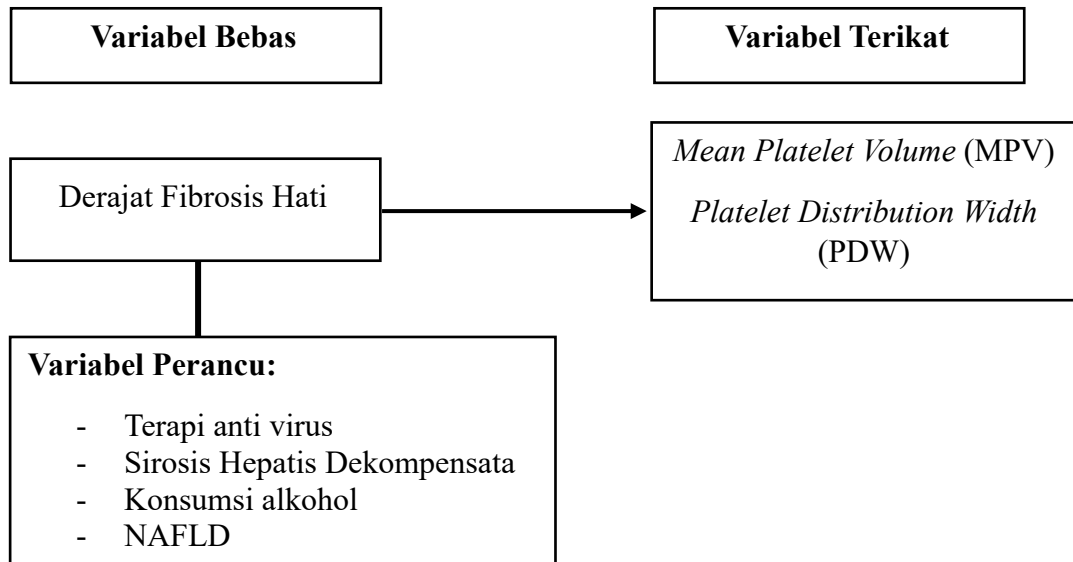 Variabel Bebas
Variabel Terikat
Derajat Fibrosis Hati
Mean Platelet Volume (MPV)
Platelet Distribution Width
(PDW)
Variabel Perancu:
- Terapi anti virus
- Sirosis Hepatis Dekompensata
- Konsumsi alkohol
- NAFLD